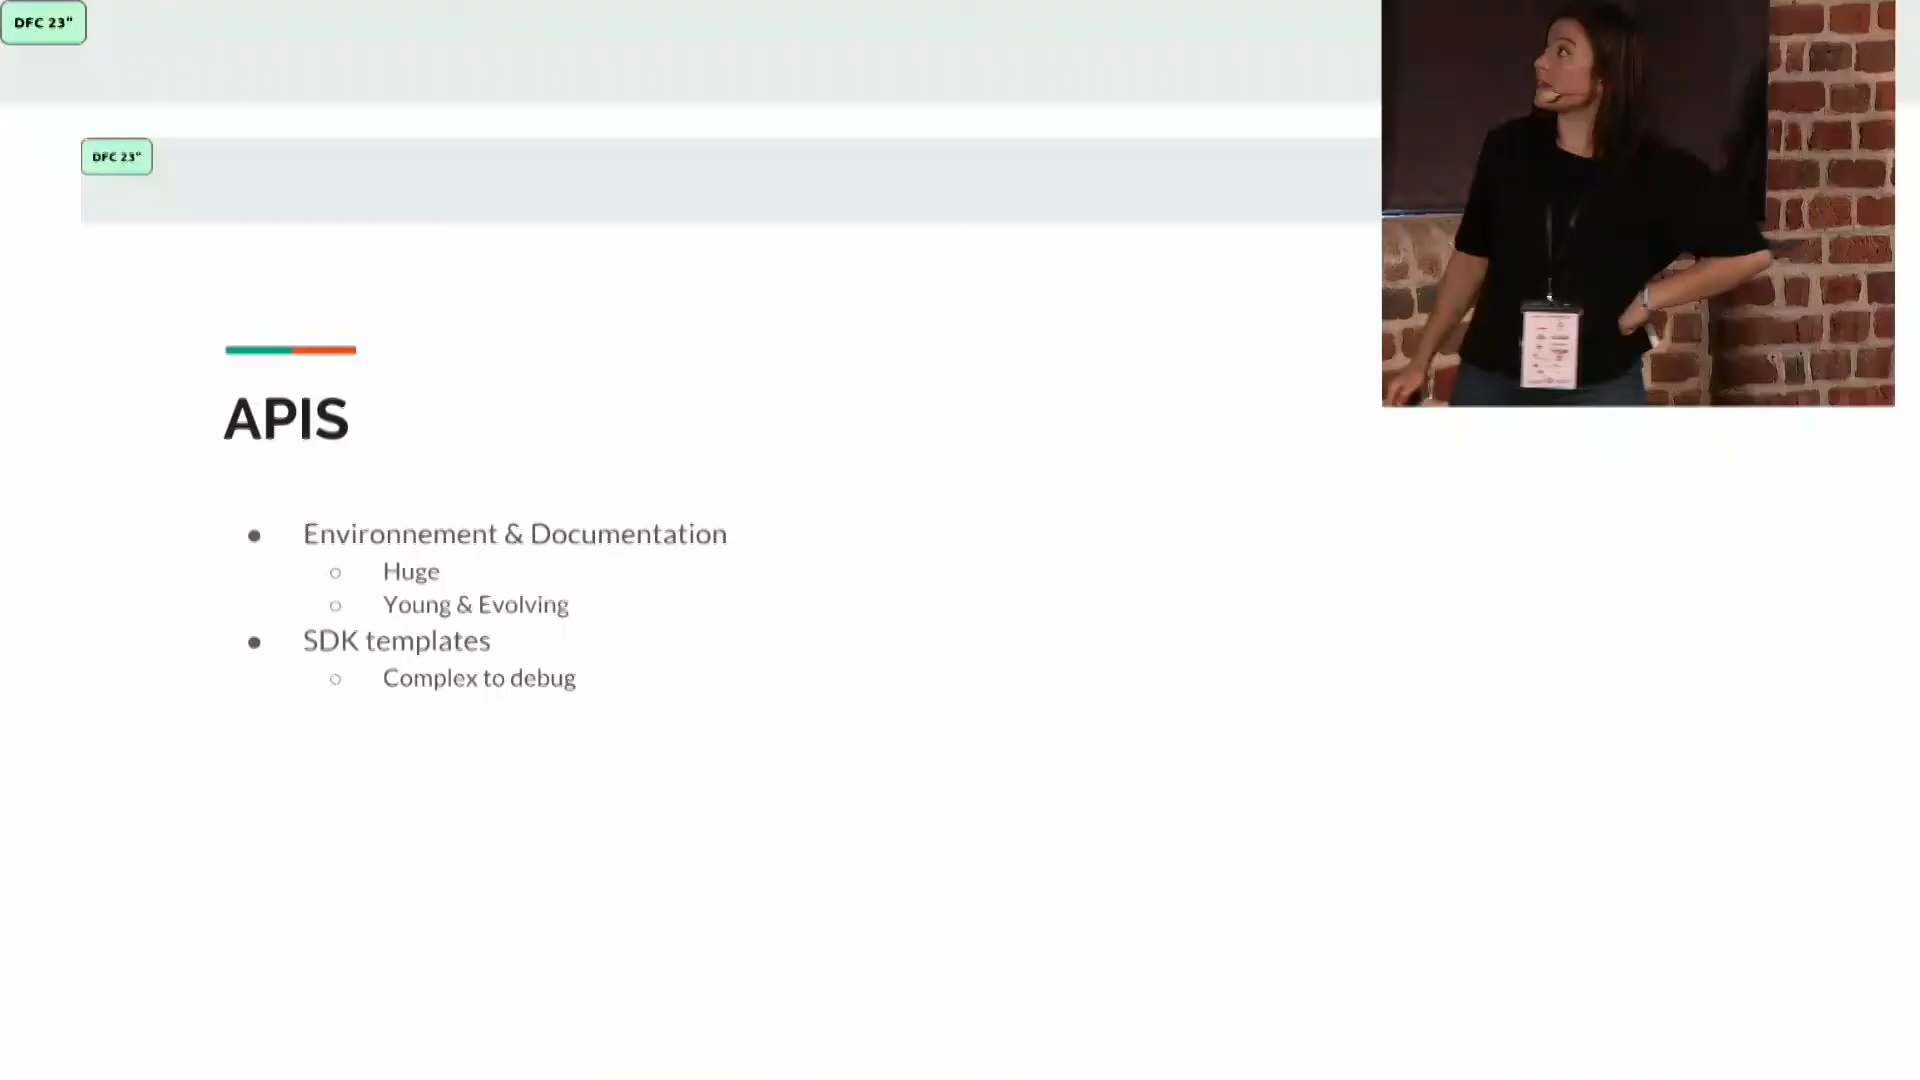 DFC 23"
DFC 23"
APIS
Environnement & Documentation
Huge
Young & Evolving
SDK templates
Complex to debug